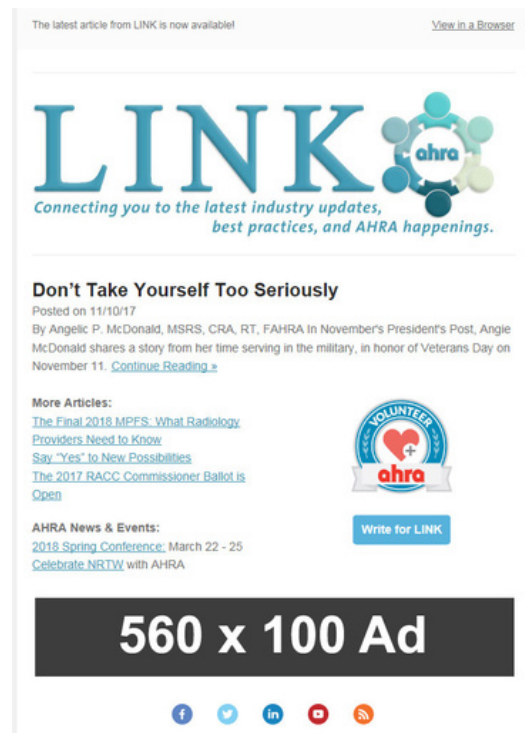 The latest article from LINK is now available!
View in a Browser
LINK
ahra
Connecting you to the latest industry updates,
best practices, and AHRA happenings.
Don't Take Yourself Too Seriously
Posted on 11/10/17
By Angelic P. McDonald, MSRS, CRA, RT, FAHRA In November's President's Post, Angie
McDonald shares a story from her time serving in the military, in honor of Veterans Day on
November 11. Continue Reading »
More Articles:
The Final 2018 MPFS: What Radiology
Providers Need to Know
Say "Yes" to New Possibilities
The 2017 RACC Commissioner Ballot is
Open
VOLUNTEER
ahra
Write for LINK
AHRA News & Events:
2018 Spring Conference: March 22 - 25
Celebrate NRTW with AHRA
560 x 100 Ad